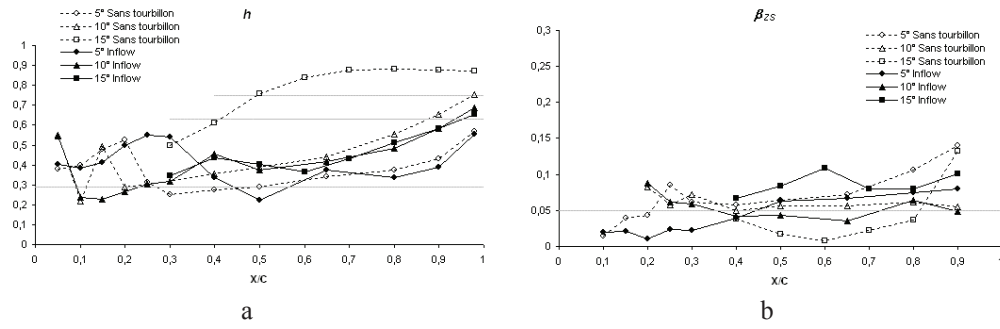 h
5° Sans tourbillon
10° Sans tourbillon
15° Sans tourbillon
5° Inflow
10° Inflow
15° Inflow
1
0,9
0,8
0,7
0,6
0,5
0,4
0,3
0,2
0,1
0
0 0,1 0,2 0,3 0,4 0,5 0,6 0,7 0,8 0,9 1
X/C
a
βZS
5° Sans tourbillon
10° Sans tourbillon
15° Sans tourbillon
5° Inflow
10° Inflow
15° Inflow
0,3
0,25
0,2
0,15
0,1
0,05
0
0 0,1 0,2 0,3 0,4 0,5 0,6 0,7 0,8 0,9 1
X/C
b